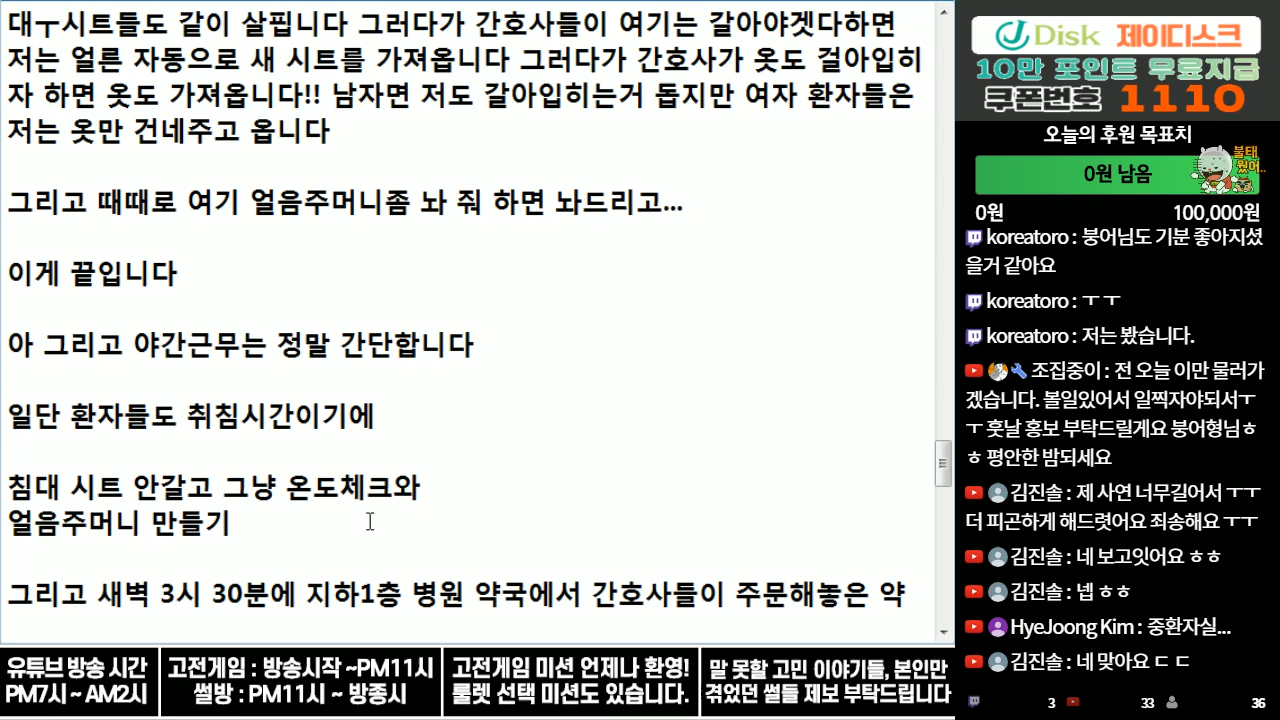 대ㅜ시트들도 같이 살핍니다 그러다가 간호사들이 여기는 갈아야겟다하면
저는 얼른 자동으로 새 시트를 가져옵니다 그러다가 간호사가 옷도 걸아입히
자 하면 옷도 가져옵니다!! 남자면 저도 갈아입히는거 돕지만 여자 환자들은
저는 옷만 건네주고 옵니다
그리고 때때로 여기 얼음주머니좀 놔 줘 하면 놔드리고...
이게 끝입니다
아 그리고 야간근무는 정말 간단합니다
일단 환자들도 취침시간이기에
침대 시트 안갈고 그냥 온도체크와
얼음주머니 만들기
그리고 새벽 3시 30분에 지하1층 병원 약국에서 간호사들이 주문해놓은 약
J Disk 제이디스크
10만 포인트 무료지급
쿠폰번호 1110
오늘의 후원 목표치
불태
웠어..
0원 남음
0원 100,000원
koreatoro : 붕어님도 기분 좋아지셨
을거 같아요
koreatoro : ㅜㅜ
koreatoro : 저는 봤습니다.
조집중이 : 전 오늘 이만 물러가
겠습니다. 볼일있어서 일찍자야되서ㅜ
ㅜ 훗날 홍보 부탁드릴게요 붕어형님ㅎ
ㅎ 평안한 밤되세요
김진솔 : 제 사연 너무길어서 ㅜㅜ
더 피곤하게 해드렷어요 죄송해요 ㅜㅜ
김진솔 : 네 보고잇어요 ㅎㅎ
김진솔 : 넵 ㅎㅎ
HyeJoong Kim : 중환자실...
김진솔 : 네 맞아요 ㄷ ㄷ
3 33 36
유튜브 방송 시간
PM7시 ~ AM2시
고전게임 : 방송시작 ~PM11시
썰방 : PM11시 ~ 방종시
고전게임 미션 언제나 환영!
룰렛 선택 미션도 있습니다.
말 못할 고민 이야기들, 본인만
겪었던 썰들 제보 부탁드립니다